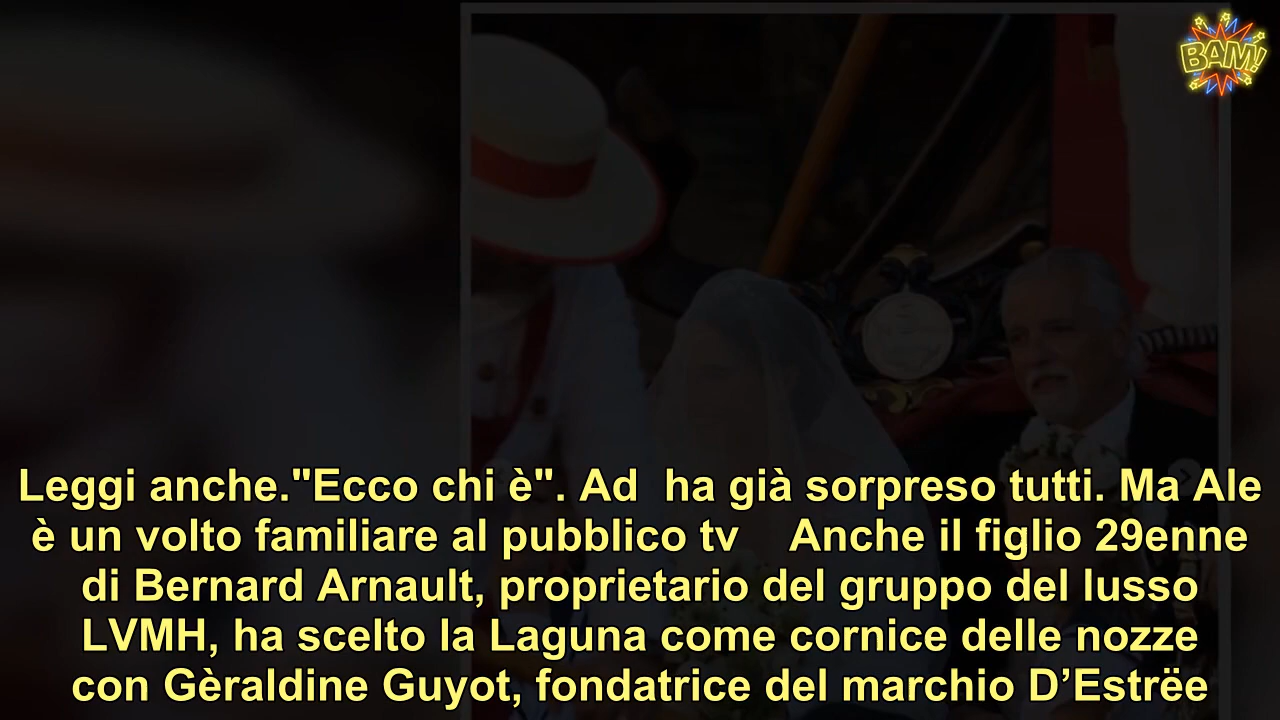 BAM!
Leggi anche."Ecco chi è". Ad  ha già sorpreso tutti. Ma Ale
è un volto familiare al pubblico tv    Anche il figlio 29enne
di Bernard Arnault, proprietario del gruppo del lusso
LVMH, ha scelto la Laguna come cornice delle nozze
con Gèraldine Guyot, fondatrice del marchio D’Estrëe